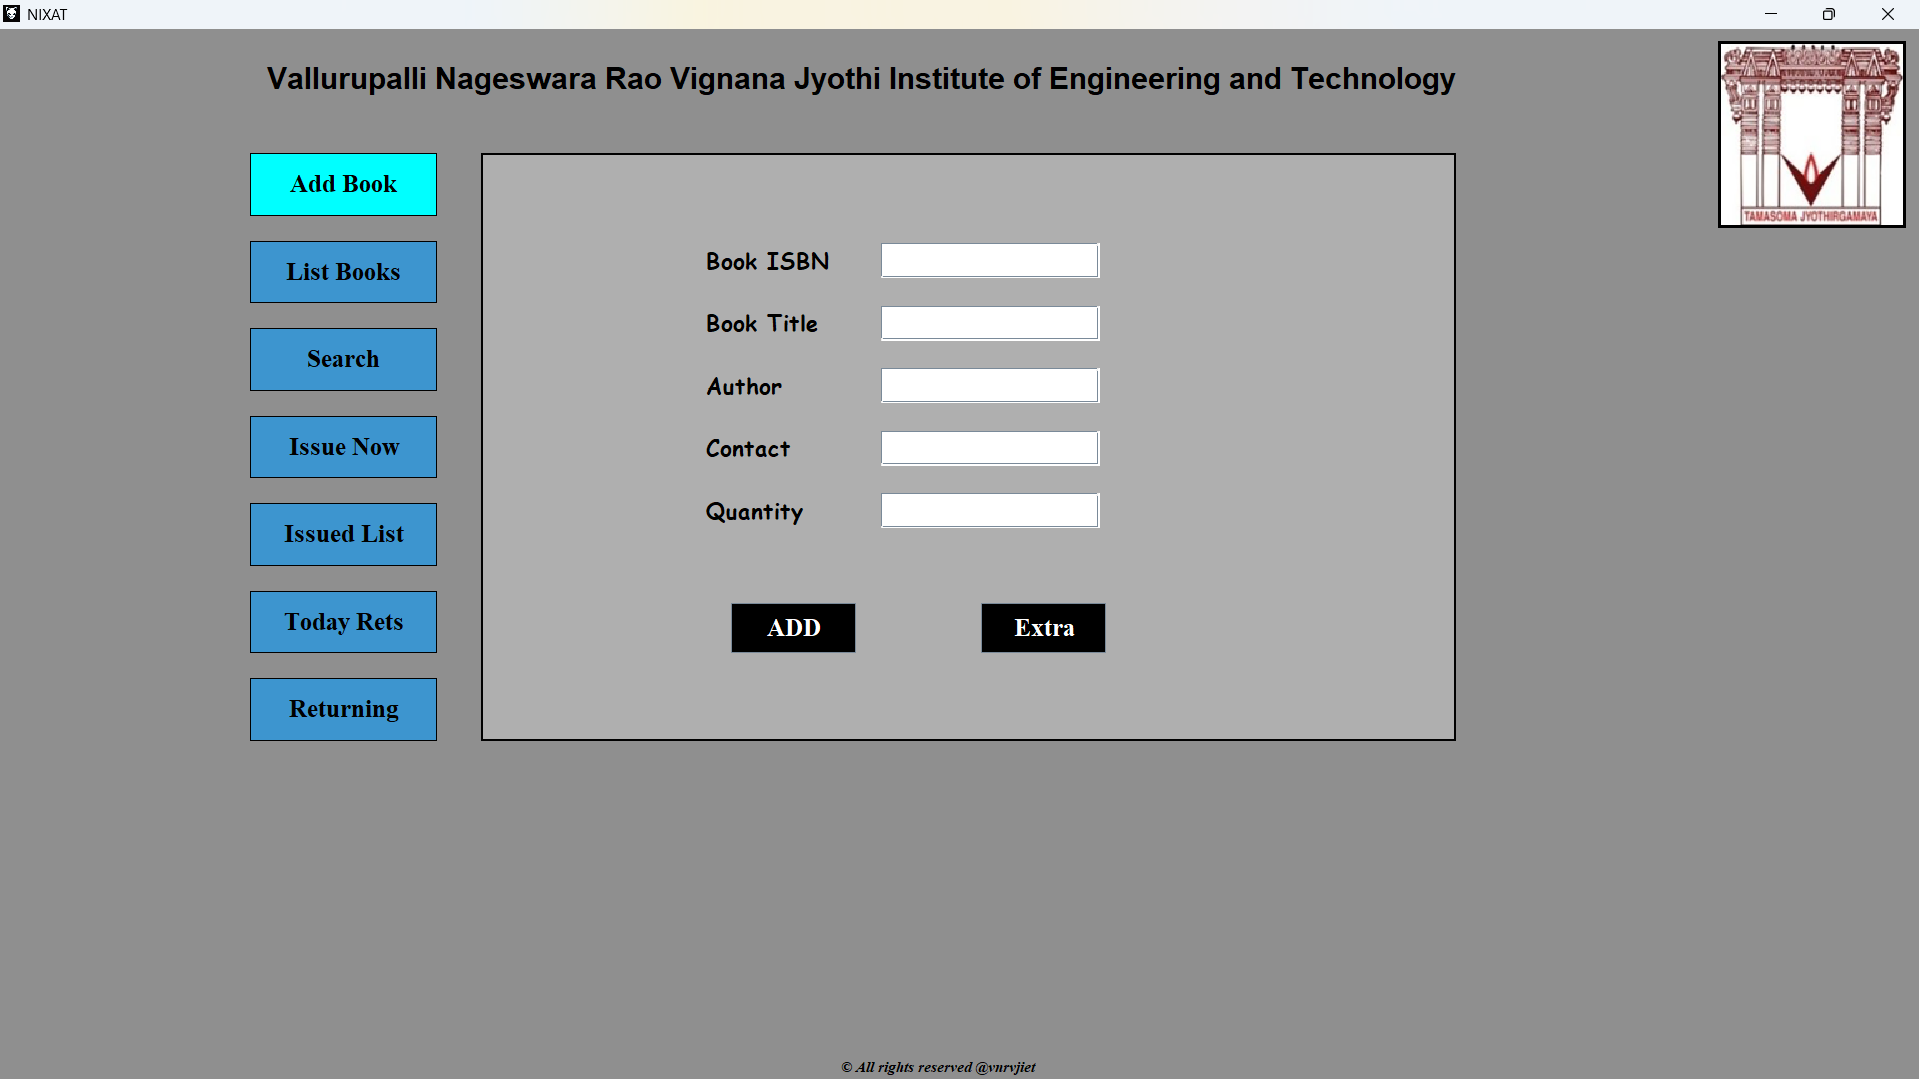 NIXAT
Vallurupalli Nageswara Rao Vignana Jyothi Institute of Engineering and Technology
TAMASOMA JYOTHIRGAMAYA
Add Book
List Books
Search
Issue Now
Issued List
Today Rets
Returning
Book ISBN
Book Title
Author
Contact
Quantity
ADD
Extra
© All rights reserved @vnrvjiet